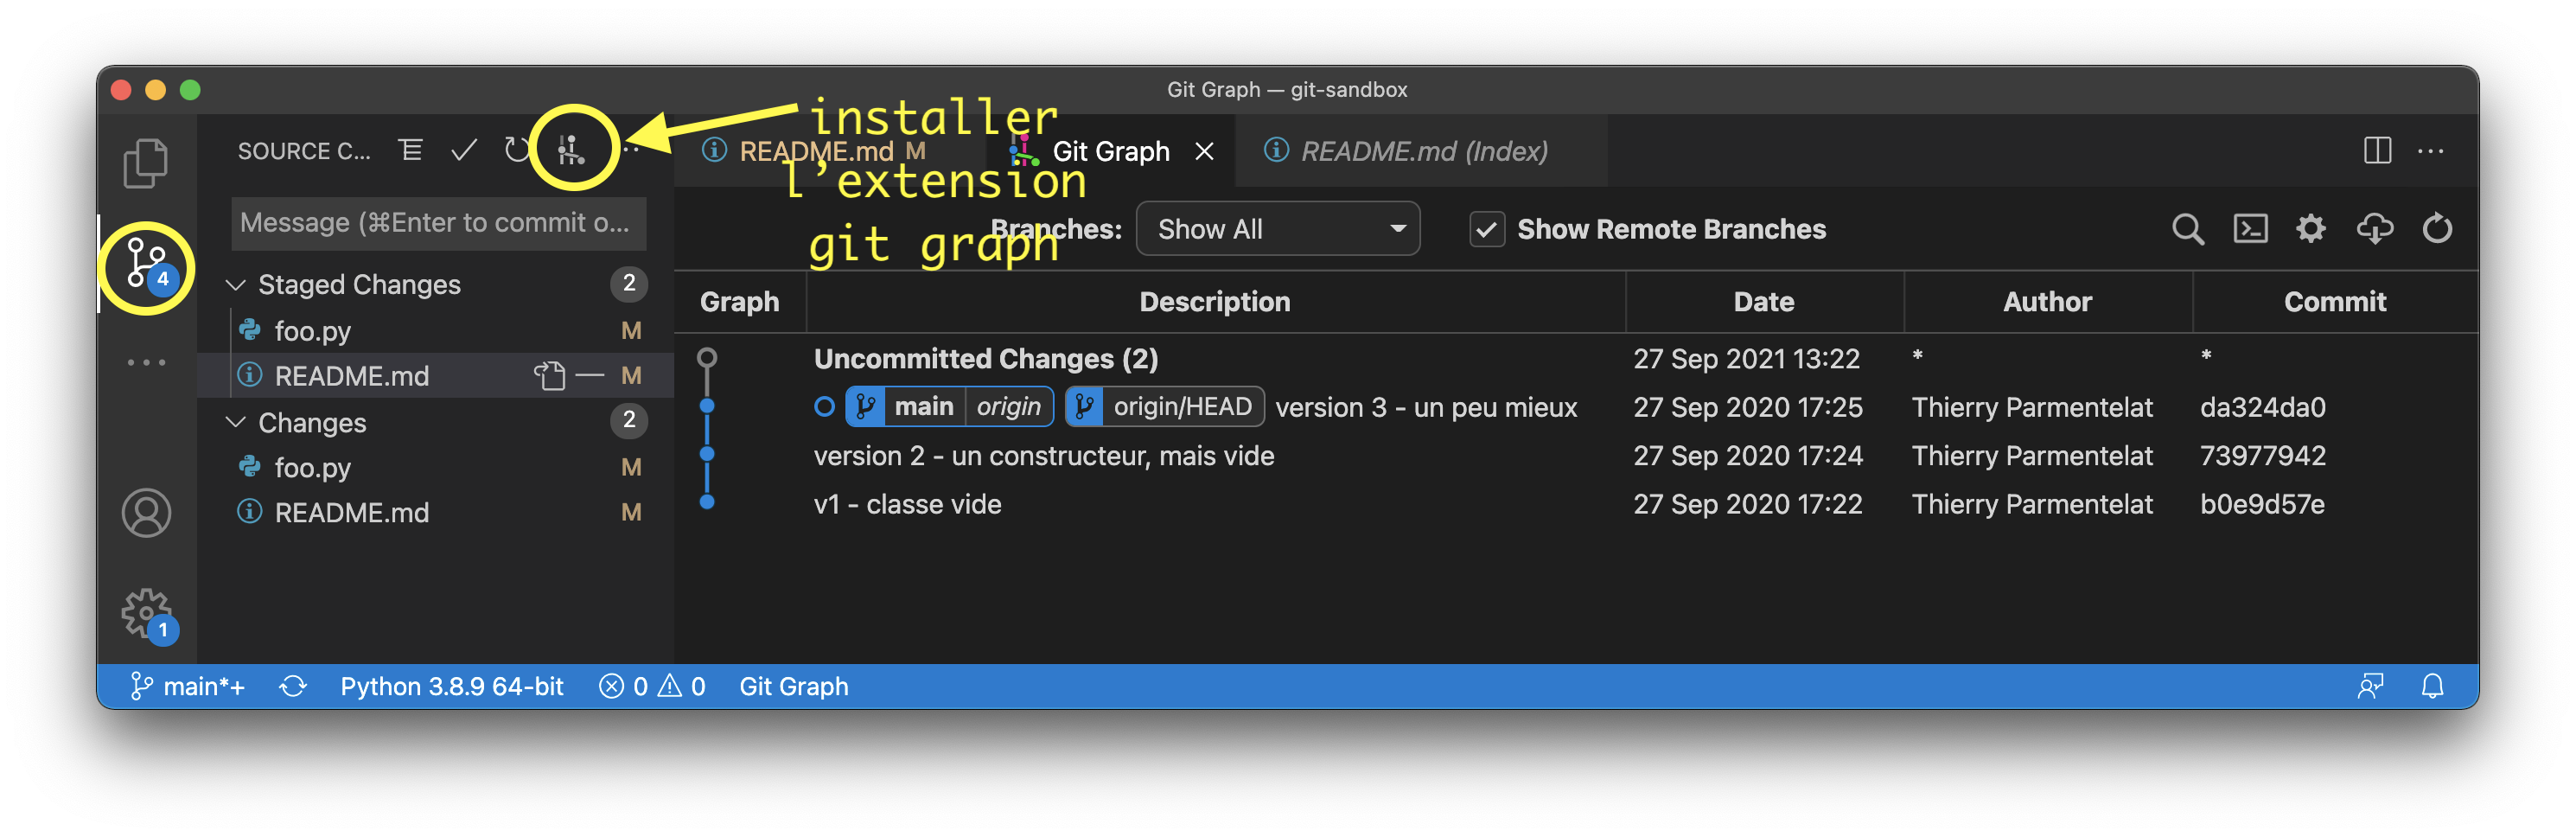 Git Graph — git-sandbox
SOURCE C...
README.md M
Git Graph
README.md (Index)
installer
l’extension
git graph
Message (⌘Enter to commit o...
Branches:
Show All
Show Remote Branches
4
Staged Changes 2
foo.py M
README.md M
Changes 2
foo.py M
README.md M
1
Graph Description Date Author Commit
Uncommitted Changes (2) 27 Sep 2021 13:22 * *
main origin origin/HEAD version 3 - un peu mieux 27 Sep 2020 17:25 Thierry Parmentelat da324da0
version 2 - un constructeur, mais vide 27 Sep 2020 17:24 Thierry Parmentelat 73977942
v1 - classe vide 27 Sep 2020 17:22 Thierry Parmentelat b0e9d57e
main*+ Python 3.8.9 64-bit 0 0 Git Graph